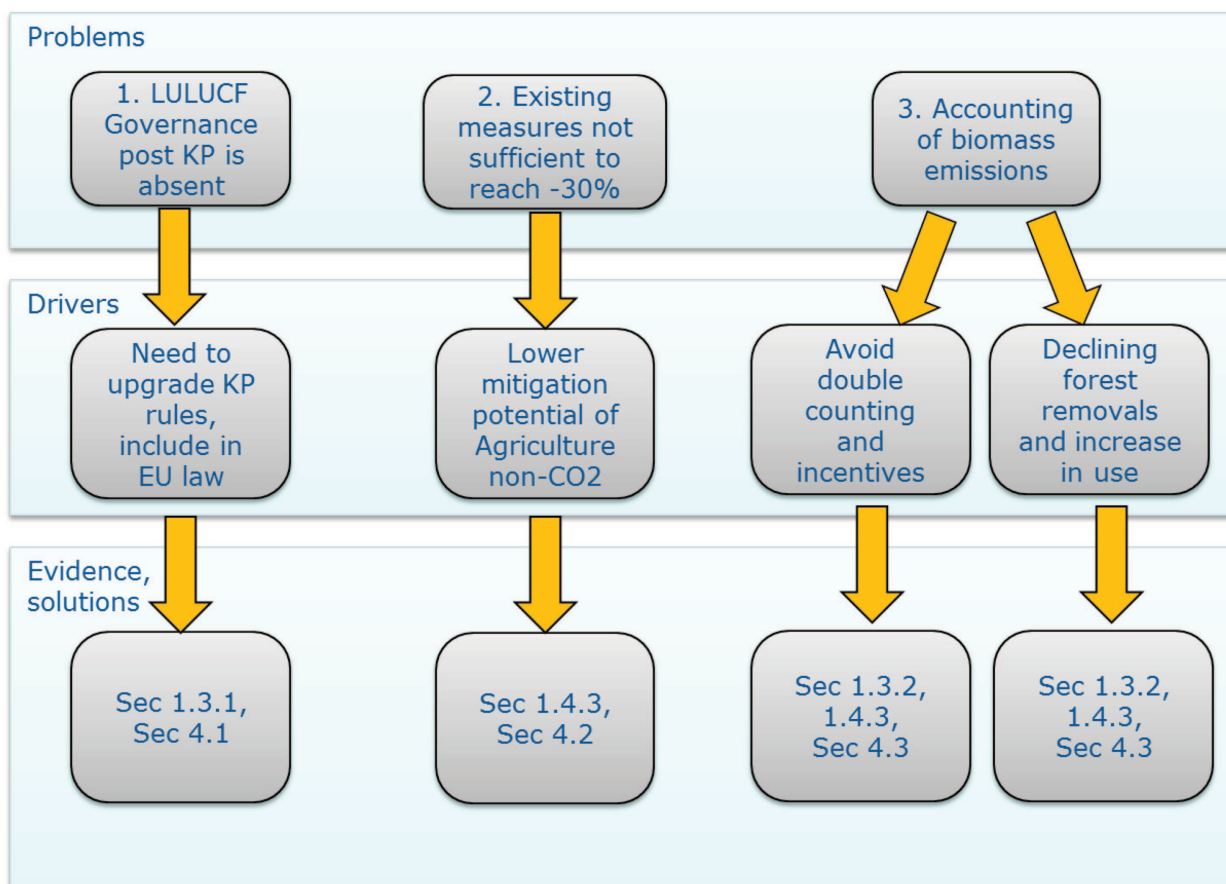 Problems
1. LULUCF
Governance
post KP is
absent
2. Existing
measures not
sufficient to
reach -30%
3. Accounting
of biomass
emissions
Drivers
Need to
upgrade KP
rules,
include in
EU law
Lower
mitigation
potential of
Agriculture
non-CO2
Avoid
double
counting
and
incentives
Declining
forest
removals
and increase
in use
Evidence,
solutions
Sec 1.3.1,
Sec 4.1
Sec 1.4.3,
Sec 4.2
Sec 1.3.2,
1.4.3,
Sec 4.3
Sec 1.3.2,
1.4.3,
Sec 4.3